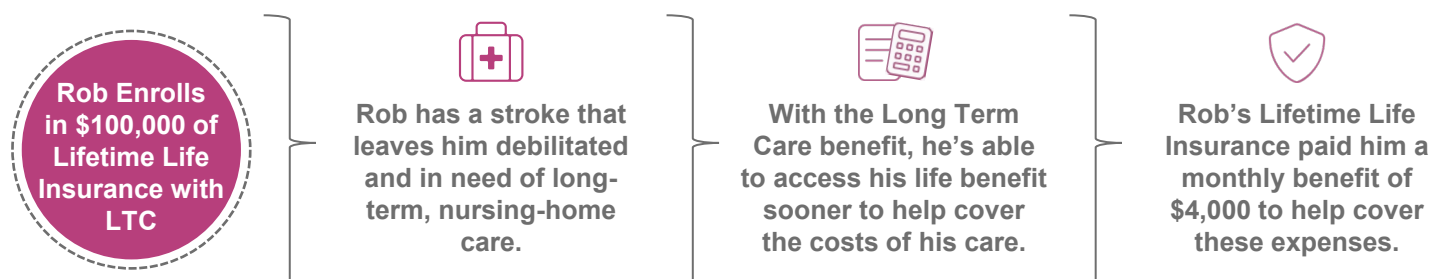 Rob Enrolls
in $100,000 of
Lifetime Life
Insurance with
LTC
Rob has a stroke that
leaves him debilitated
and in need of long-
term, nursing-home
care.
With the Long Term
Care benefit, he’s able
to access his life benefit
sooner to help cover
the costs of his care.
Rob’s Lifetime Life
Insurance paid him a
monthly benefit of
$4,000 to help cover
these expenses.